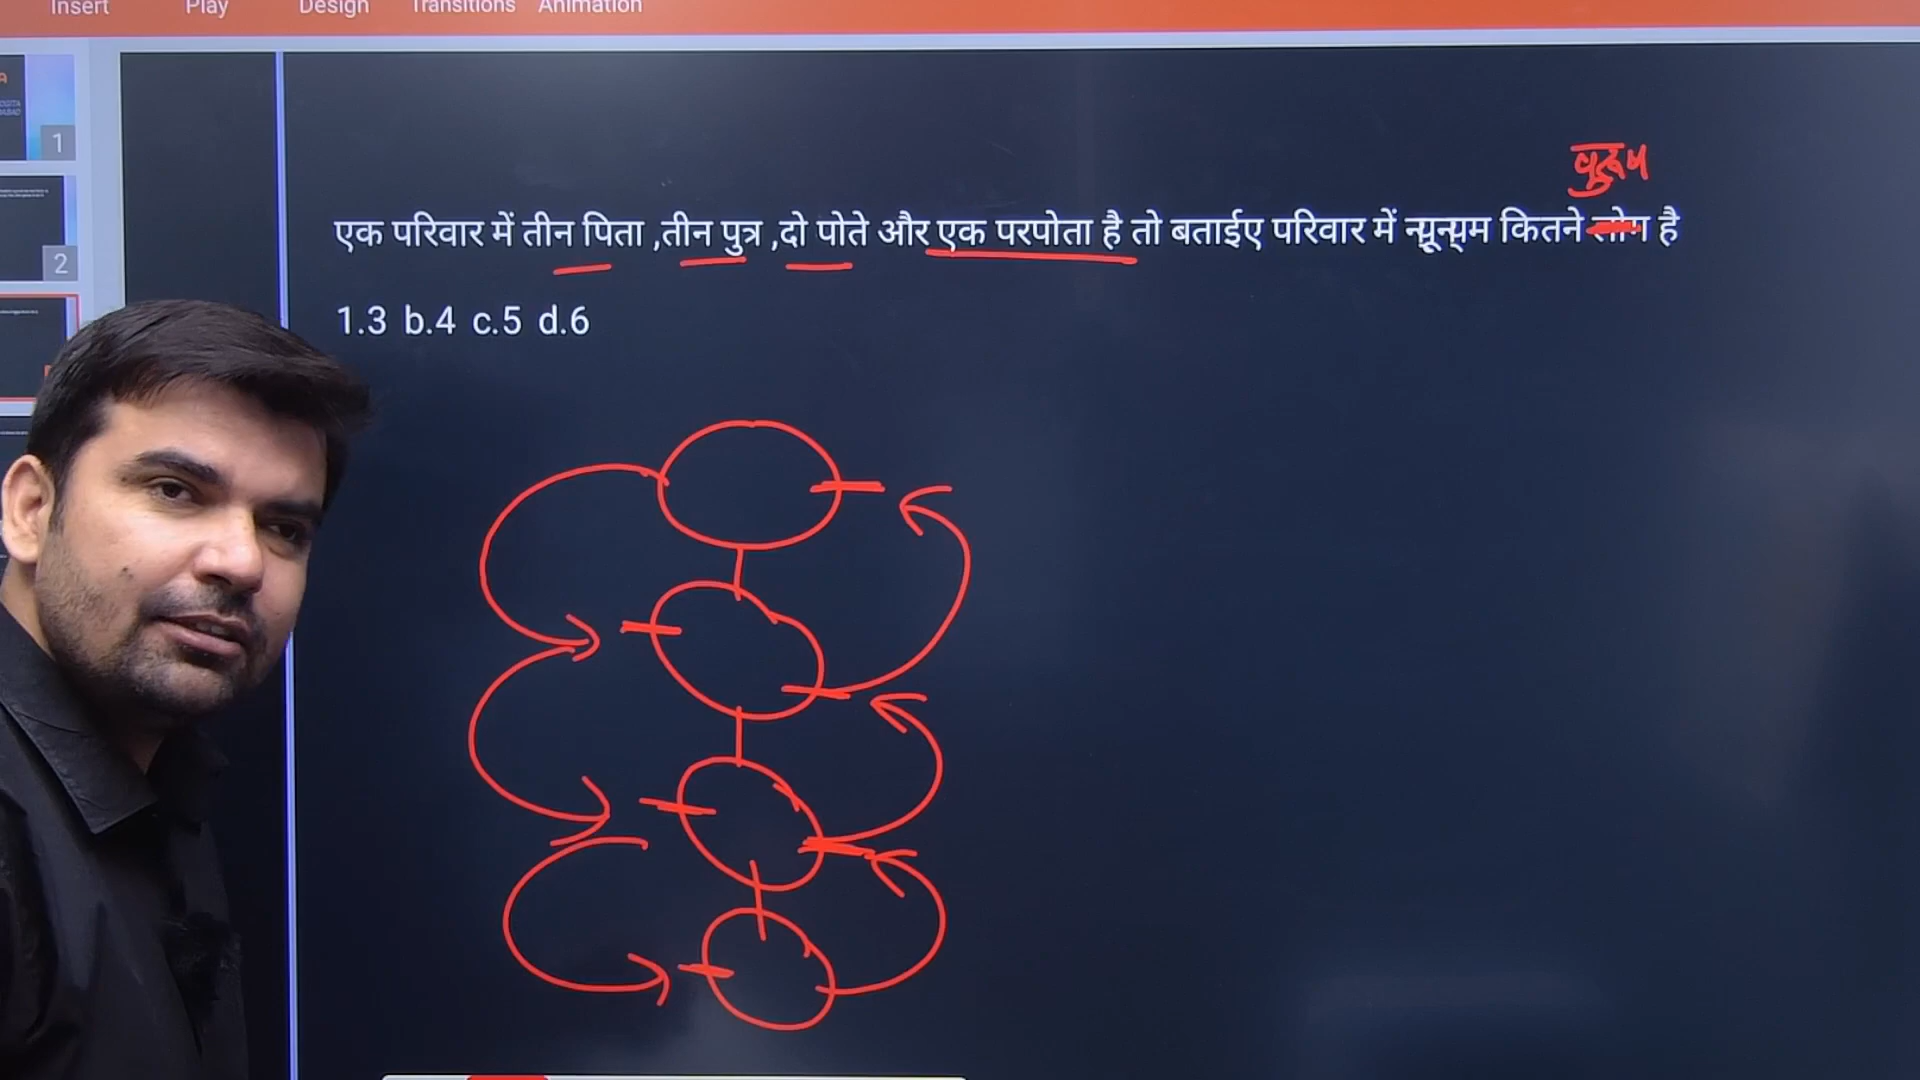 Insert Play Design Transitions Animation
1
2
पुरूष
एक परिवार में तीन पिता ,तीन पुत्र ,दो पोते और एक परपोता है तो बताईए परिवार में न्यून्यम कितने लोग है
1.3 b.4 c.5 d.6